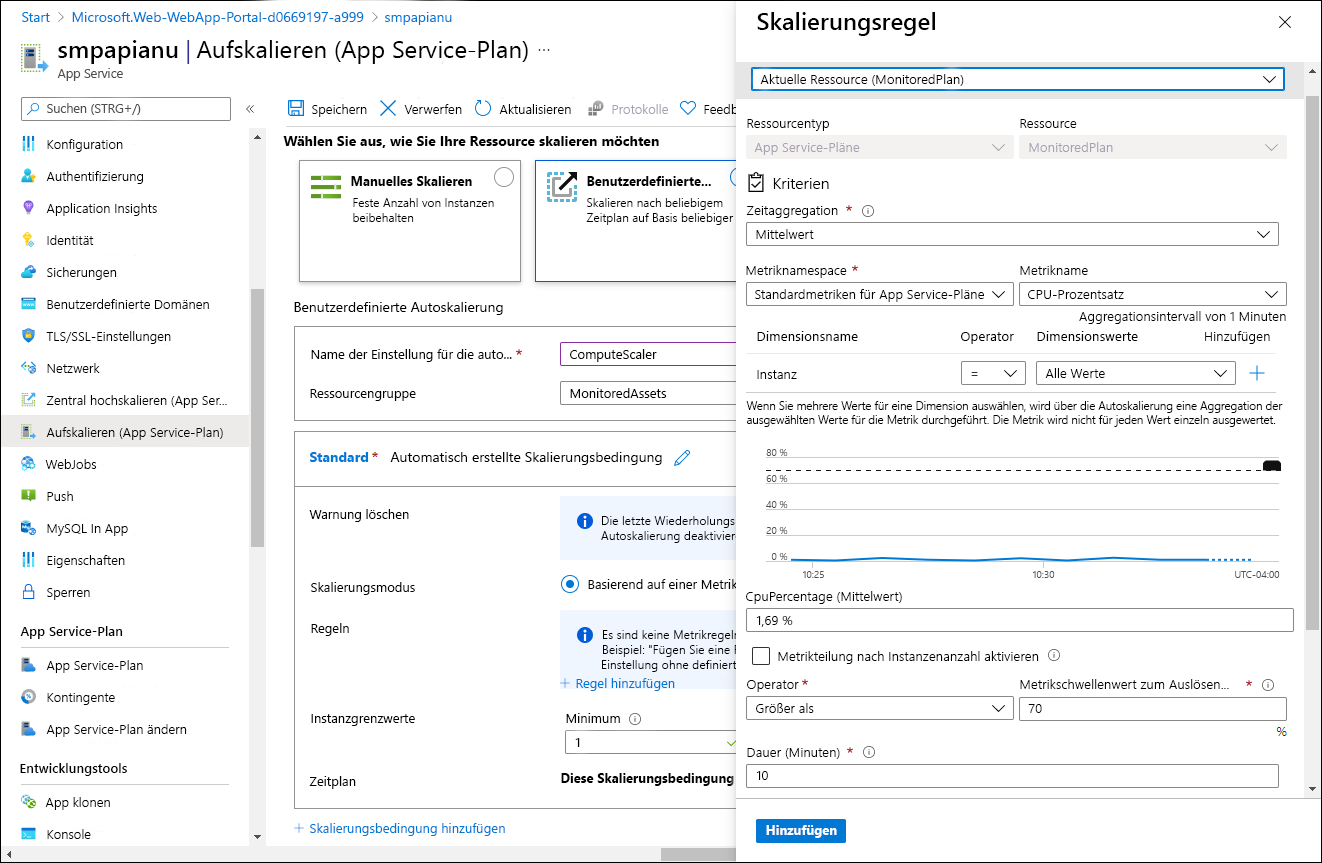 Start > Microsoft.Web-WebApp-Portal-d0669197-a999 > smpapianu
smpapianu | Aufskalieren (App Service-Plan) ...
App Service
Suchen (STRG+/)
«
Konfiguration
Authentifizierung
Application Insights
Identität
Sicherungen
Benutzerdefinierte Domänen
TLS/SSL-Einstellungen
Netzwerk
Zentral hochskalieren (App Ser...
Aufskalieren (App Service-Plan)
WebJobs
Push
MySQL In App
Eigenschaften
Sperren
App Service-Plan
App Service-Plan
Kontingente
App Service-Plan ändern
Entwicklungstools
App klonen
Konsole
Speichern
Verwerfen
Aktualisieren
Protokolle
Feedb
Wählen Sie aus, wie Sie Ihre Ressource skalieren möchten
Manuelles Skalieren
Feste Anzahl von Instanzen
beibehalten
Benutzerdefinierte...
Skalieren nach beliebigem
Zeitplan auf Basis beliebiger
Benutzerdefinierte Autoskalierung
Name der Einstellung für die auto... *
ComputeScaler
Ressourcengruppe
MonitoredAssets
Standard * Automatisch erstellte Skalierungsbedingung
Warnung löschen
Die letzte Wiederholungs
Autoskalierung deaktivier
Skalierungsmodus
Basierend auf einer Metrik
Regeln
Es sind keine Metrikregeln
Beispiel: "Fügen Sie eine
Einstellung ohne definiert
+ Regel hinzufügen
Instanzgrenzwerte
Minimum
1
Zeitplan
Diese Skalierungsbedingung
+ Skalierungsbedingung hinzufügen
Skalierungsregel
Aktuelle Ressource (MonitoredPlan)
Ressourcentyp
Ressource
App Service-Pläne
MonitoredPlan
Kriterien
Zeitaggregation *
Mittelwert
Metriknamespace *
Metrikname
Standardmetriken für App Service-Pläne
CPU-Prozentsatz
Aggregationsintervall von 1 Minuten
Dimensionsname
Operator
Dimensionswerte
Hinzufügen
Instanz
=
Alle Werte
+
Wenn Sie mehrere Werte für eine Dimension auswählen, wird über die Autoskalierung eine Aggregation der
ausgewählten Werte für die Metrik durchgeführt. Die Metrik wird nicht für jeden Wert einzeln ausgewertet.
80 %
60 %
40 %
20 %
0 %
10:25
10:30
UTC-04:00
CpuPercentage (Mittelwert)
1,69 %
Metrikteilung nach Instanzenanzahl aktivieren
Operator *
Metrikschwellenwert zum Auslösen... *
Größer als
70
%
Dauer (Minuten) *
10
Hinzufügen